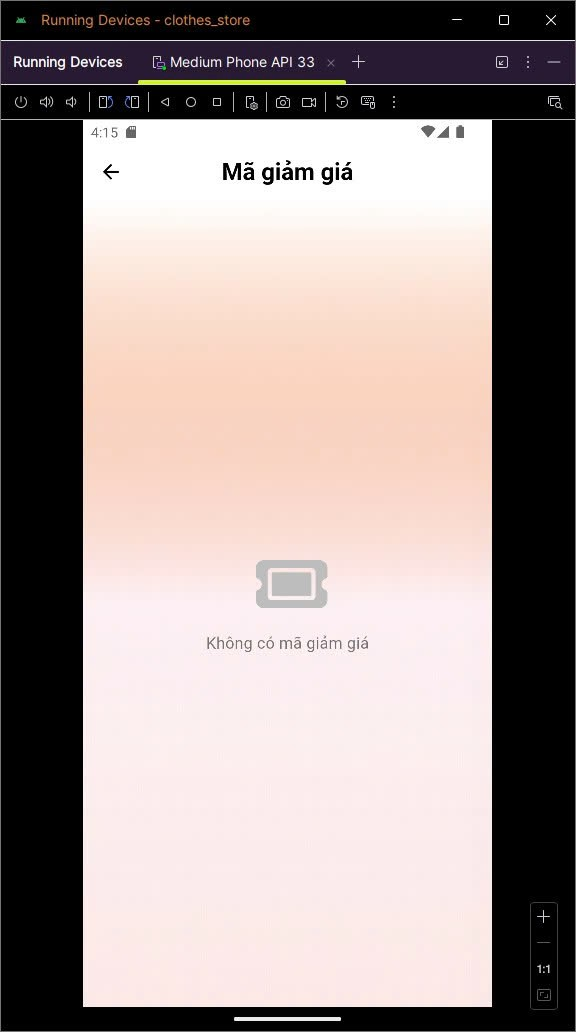 Running Devices - clothes_store
Running Devices
Medium Phone API 33
4:15
Mã giảm giá
Không có mã giảm giá
1:1